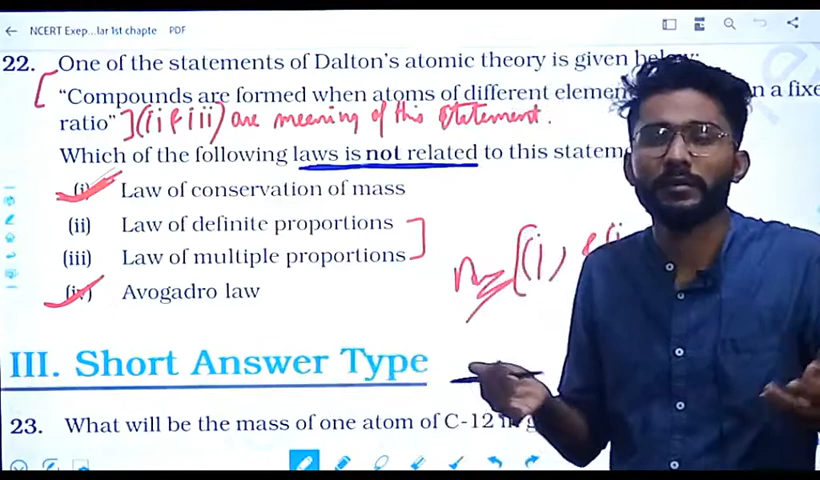 NCERT Exep...lar 1st chapte PDF
22. One of the statements of Dalton's atomic theory is given below:
"Compounds are formed when atoms of different elemen n a fixe
ratio" ] (ii & iii) are meaning of this statement.
Which of the following laws is not related to this statem
(i) Law of conservation of mass
(ii) Law of definite proportions
(iii) Law of multiple proportions
(iv) Avogadro law
III. Short Answer Type
23. What will be the mass of one atom of C-12 in g